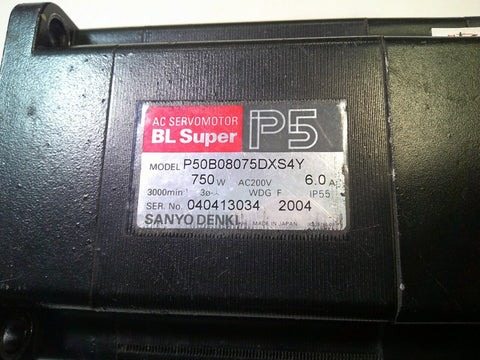 AC SERVOMOTOR
BL Super P5
MODEL P50B08075DXS4Y
750 W AC200V 6.0 A
3000min 3ø WDG F IP55
SER. No. 040413034 2004
SANYO DENKI MADE IN JAPAN